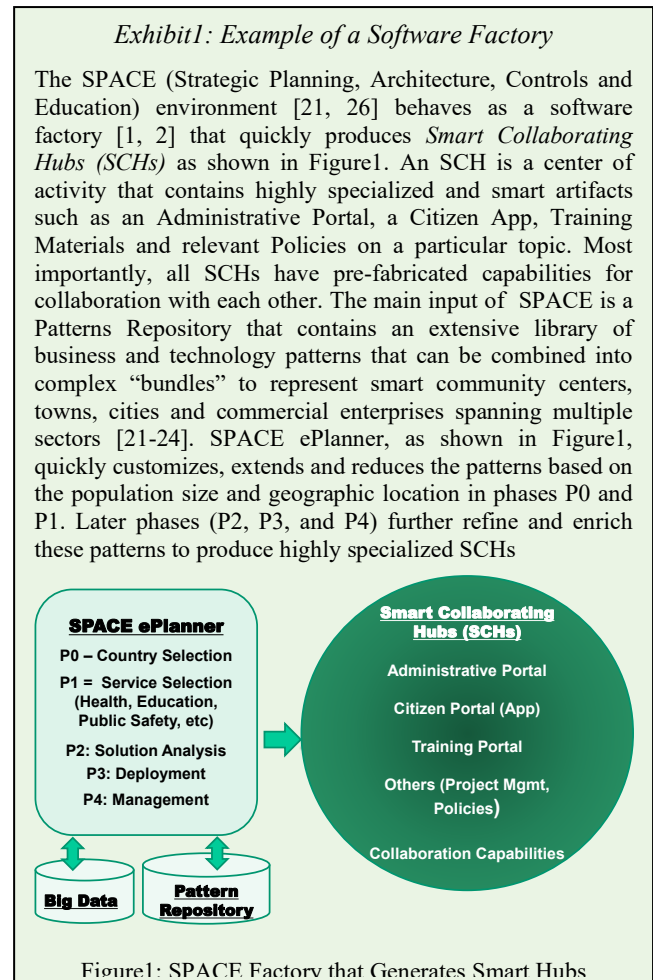 Exhibit1: Example of a Software Factory
The SPACE (Strategic Planning, Architecture, Controls and
Education) environment [21, 26] behaves as a software
factory [1, 2] that quickly produces Smart Collaborating
Hubs (SCHs) as shown in Figure1. An SCH is a center of
activity that contains highly specialized and smart artifacts
such as an Administrative Portal, a Citizen App, Training
Materials and relevant Policies on a particular topic. Most
importantly, all SCHs have pre-fabricated capabilities for
collaboration with each other. The main input of SPACE is a
Patterns Repository that contains an extensive library of
business and technology patterns that can be combined into
complex “bundles” to represent smart community centers,
towns, cities and commercial enterprises spanning multiple
sectors [21-24]. SPACE ePlanner, as shown in Figure1,
quickly customizes, extends and reduces the patterns based on
the population size and geographic location in phases P0 and
P1. Later phases (P2, P3, and P4) further refine and enrich
these patterns to produce highly specialized SCHs
SPACE ePlanner
P0 – Country Selection
P1 = Service Selection
(Health, Education,
Public Safety, etc)
P2: Solution Analysis
P3: Deployment
P4: Management
Big Data
Pattern
Repository
Smart Collaborating
Hubs (SCHs)
Administrative Portal
Citizen Portal (App)
Training Portal
Others (Project Mgmt,
Policies)
Collaboration Capabilities
Figure1: SPACE Factory that Generates Smart Hubs